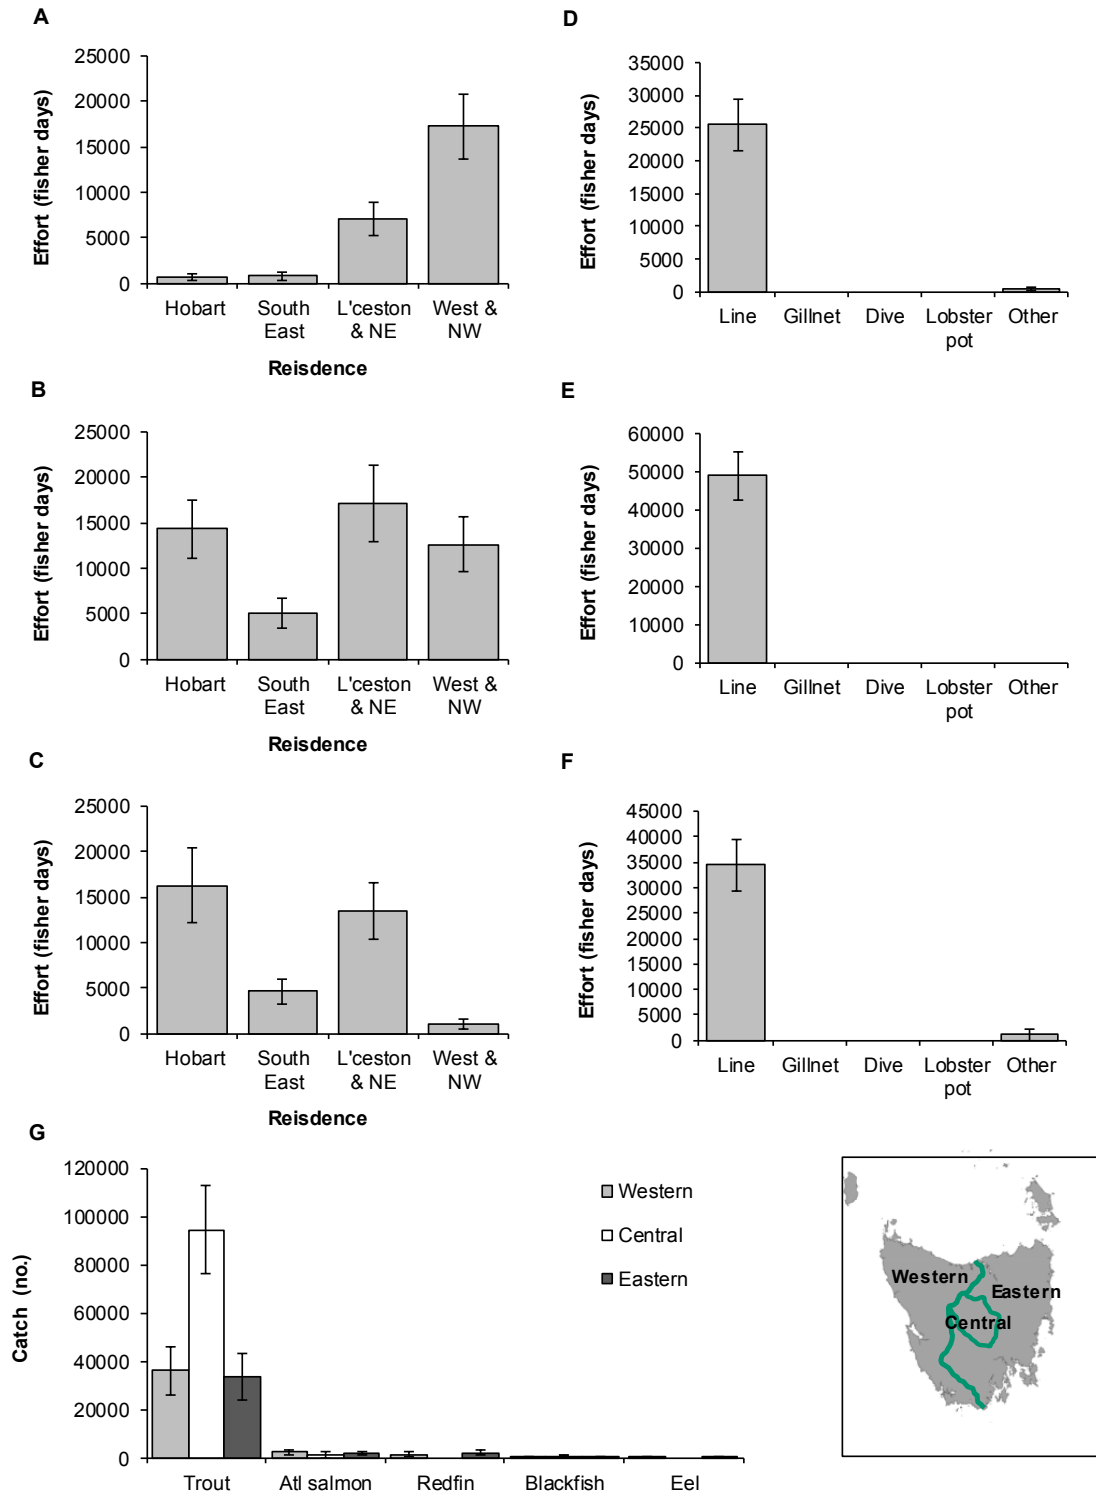 A
Effort (fisher days)
25000
20000
15000
10000
5000
0
Hobart
South
East
L'ceston
& NE
West &
NW
Reisdence
D
Effort (fisher days)
35000
30000
25000
20000
15000
10000
5000
0
Line
Gillnet
Dive
Lobster
pot
Other
B
Effort (fisher days)
25000
20000
15000
10000
5000
0
Hobart
South
East
L'ceston
& NE
West &
NW
Reisdence
E
Effort (fisher days)
60000
50000
40000
30000
20000
10000
0
Line
Gillnet
Dive
Lobster
pot
Other
C
Effort (fisher days)
25000
20000
15000
10000
5000
0
Hobart
South
East
L'ceston
& NE
West &
NW
Reisdence
F
Effort (fisher days)
45000
40000
35000
30000
25000
20000
15000
10000
5000
0
Line
Gillnet
Dive
Lobster
pot
Other
G
Catch (no.)
120000
100000
80000
60000
40000
20000
0
Trout
Atl salmon
Redfin
Blackfish
Eel
Western
Central
Eastern
Western
Eastern
Central